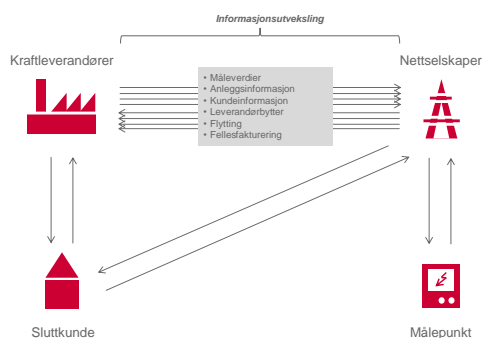 Informasjonsutveksling
Kraftleverandører
Nettselskaper
• Måleverdier
• Anleggsinformasjon
• Kundeinformasjon
• Leverandørbytter
• Flytting
• Fellesfakturering
Sluttkunde
Målepunkt